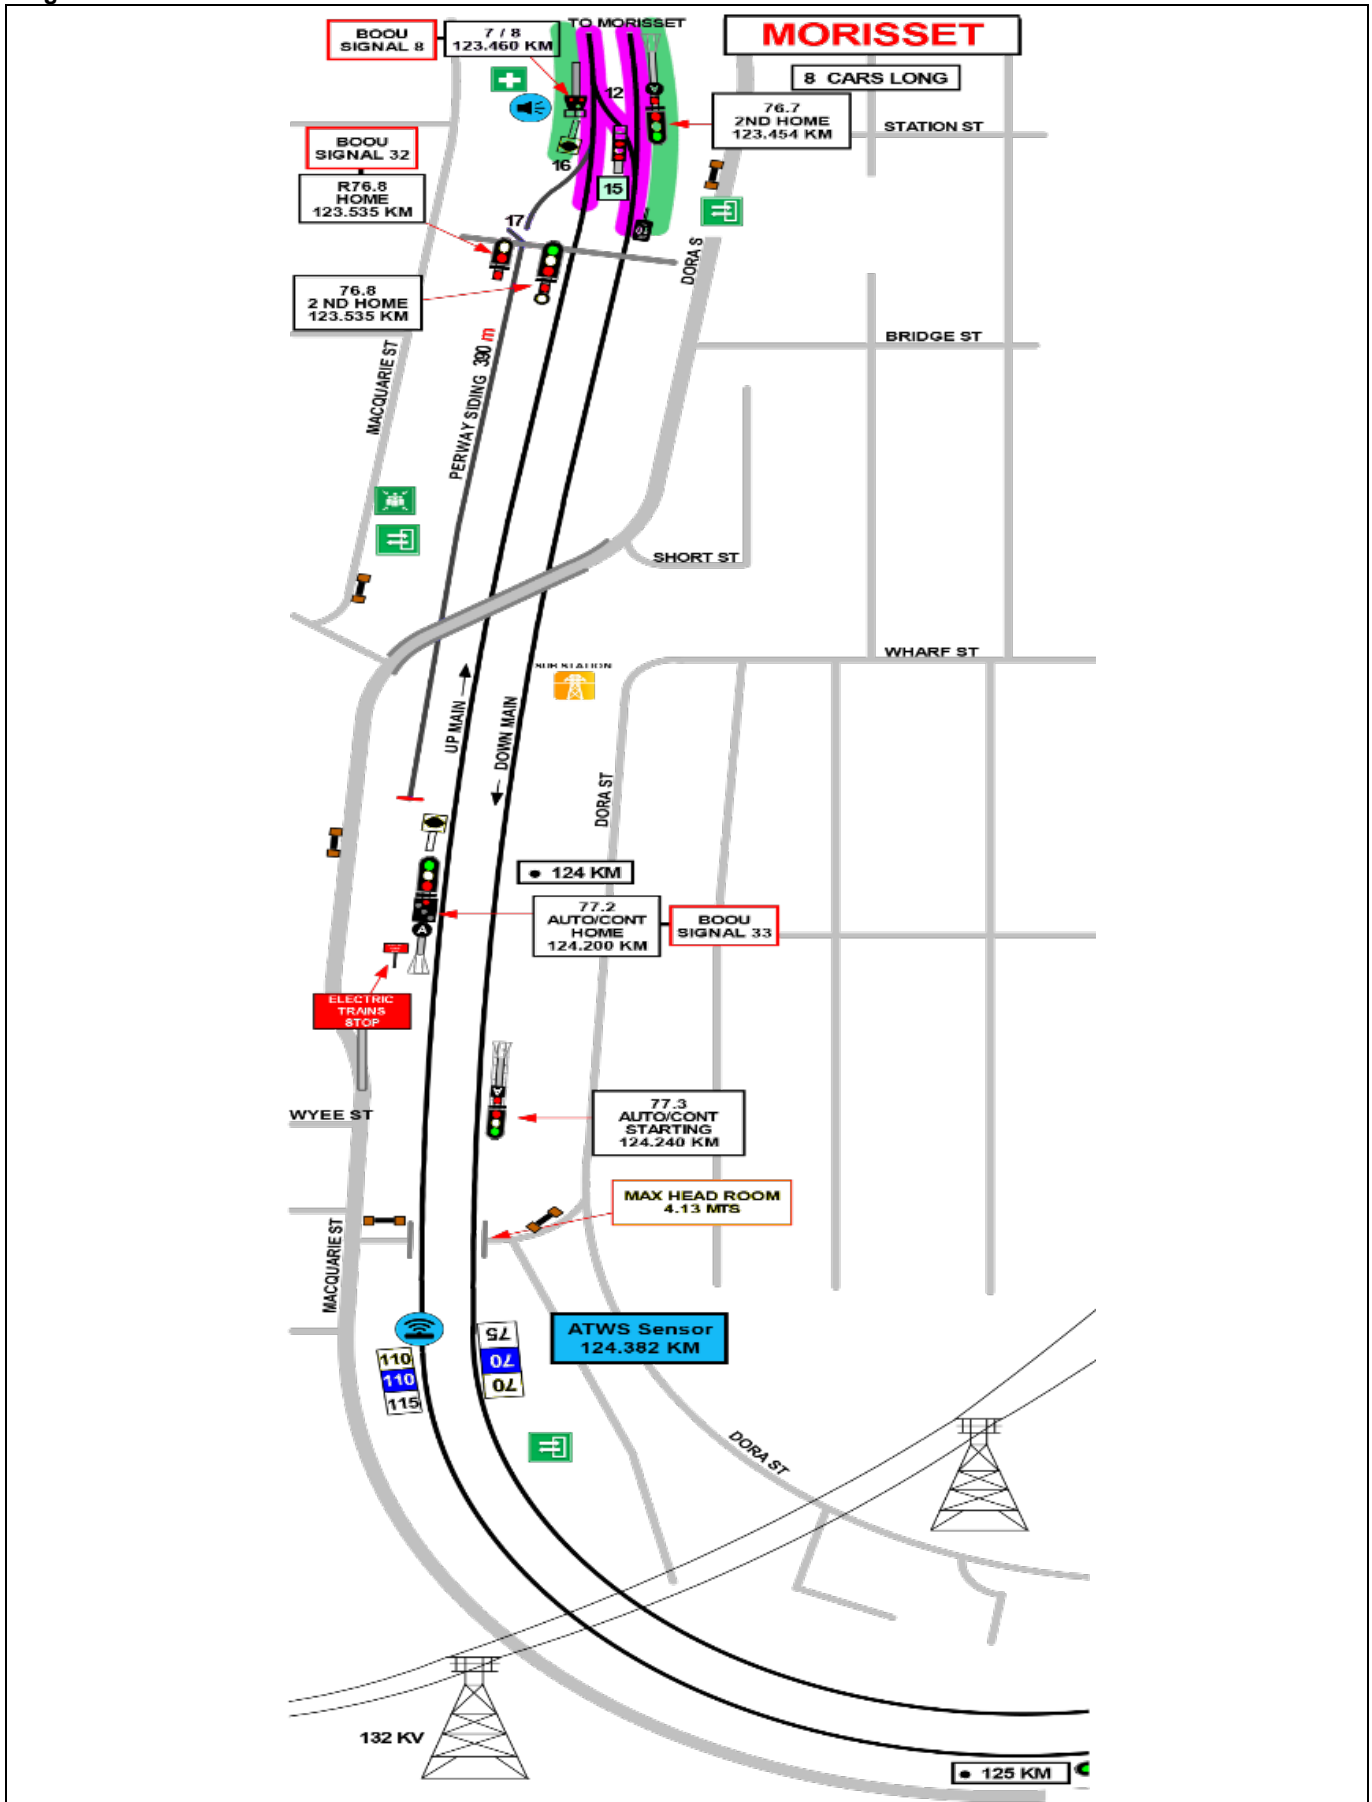 TO MORISSET
MORISSET
BOOU
SIGNAL 8
7 / 8
123.460 KM
8 CARS LONG
12
76.7
2ND HOME
123.454 KM
STATION ST
BOOU
SIGNAL 32
16
15
R76.8
HOME
123.535 KM
17
DORA S
76.8
2 ND HOME
123.535 KM
BRIDGE ST
MACQUARIE ST
PERWAY SIDING 390 m
SHORT ST
WHARF ST
SUB STATION
UP MAIN
DOWN MAIN
DORA ST
124 KM
77.2
AUTO/CONT
HOME
124.200 KM
BOOU
SIGNAL 33
A
ELECTRIC
TRAINS
STOP
A
77.3
AUTO/CONT
STARTING
124.240 KM
WYEE ST
MAX HEAD ROOM
4.13 MTS
MACQUARIE ST
ATWS Sensor
124.382 KM
75
70
70
110
110
115
DORA ST
132 KV
125 KM